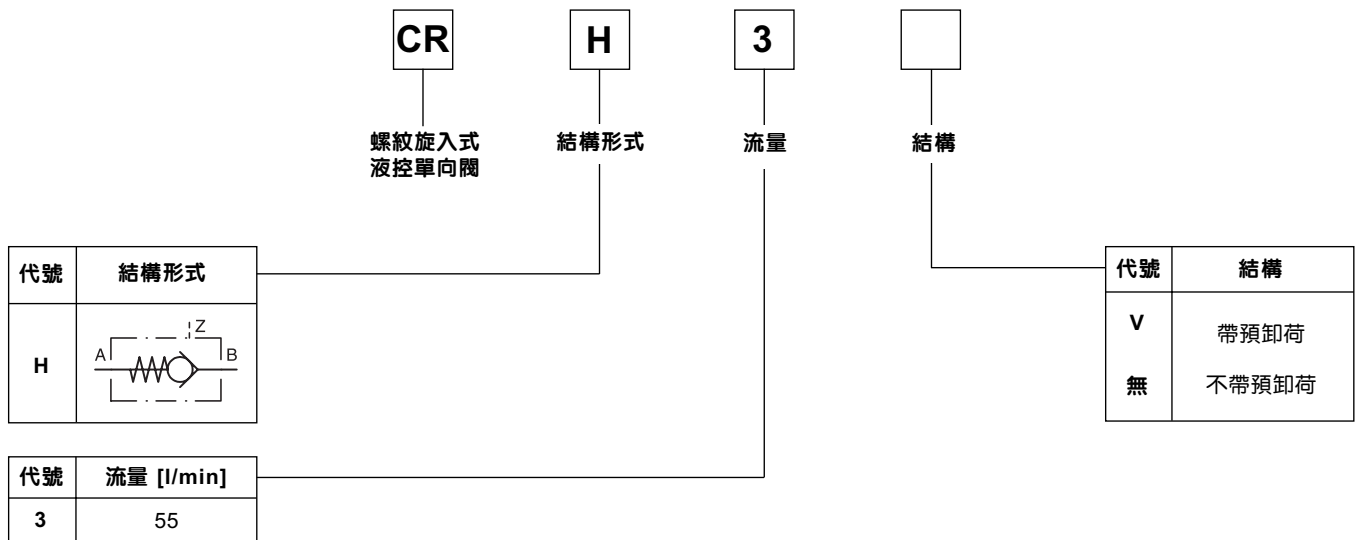 CR H 3
螺紋旋入式
液控單向閥
結構形式
流量
結構
代號 結構形式
H
Z
A B
代號 流量 [l/min]
3 55
代號 結構
V 帶預卸荷
無 不帶預卸荷